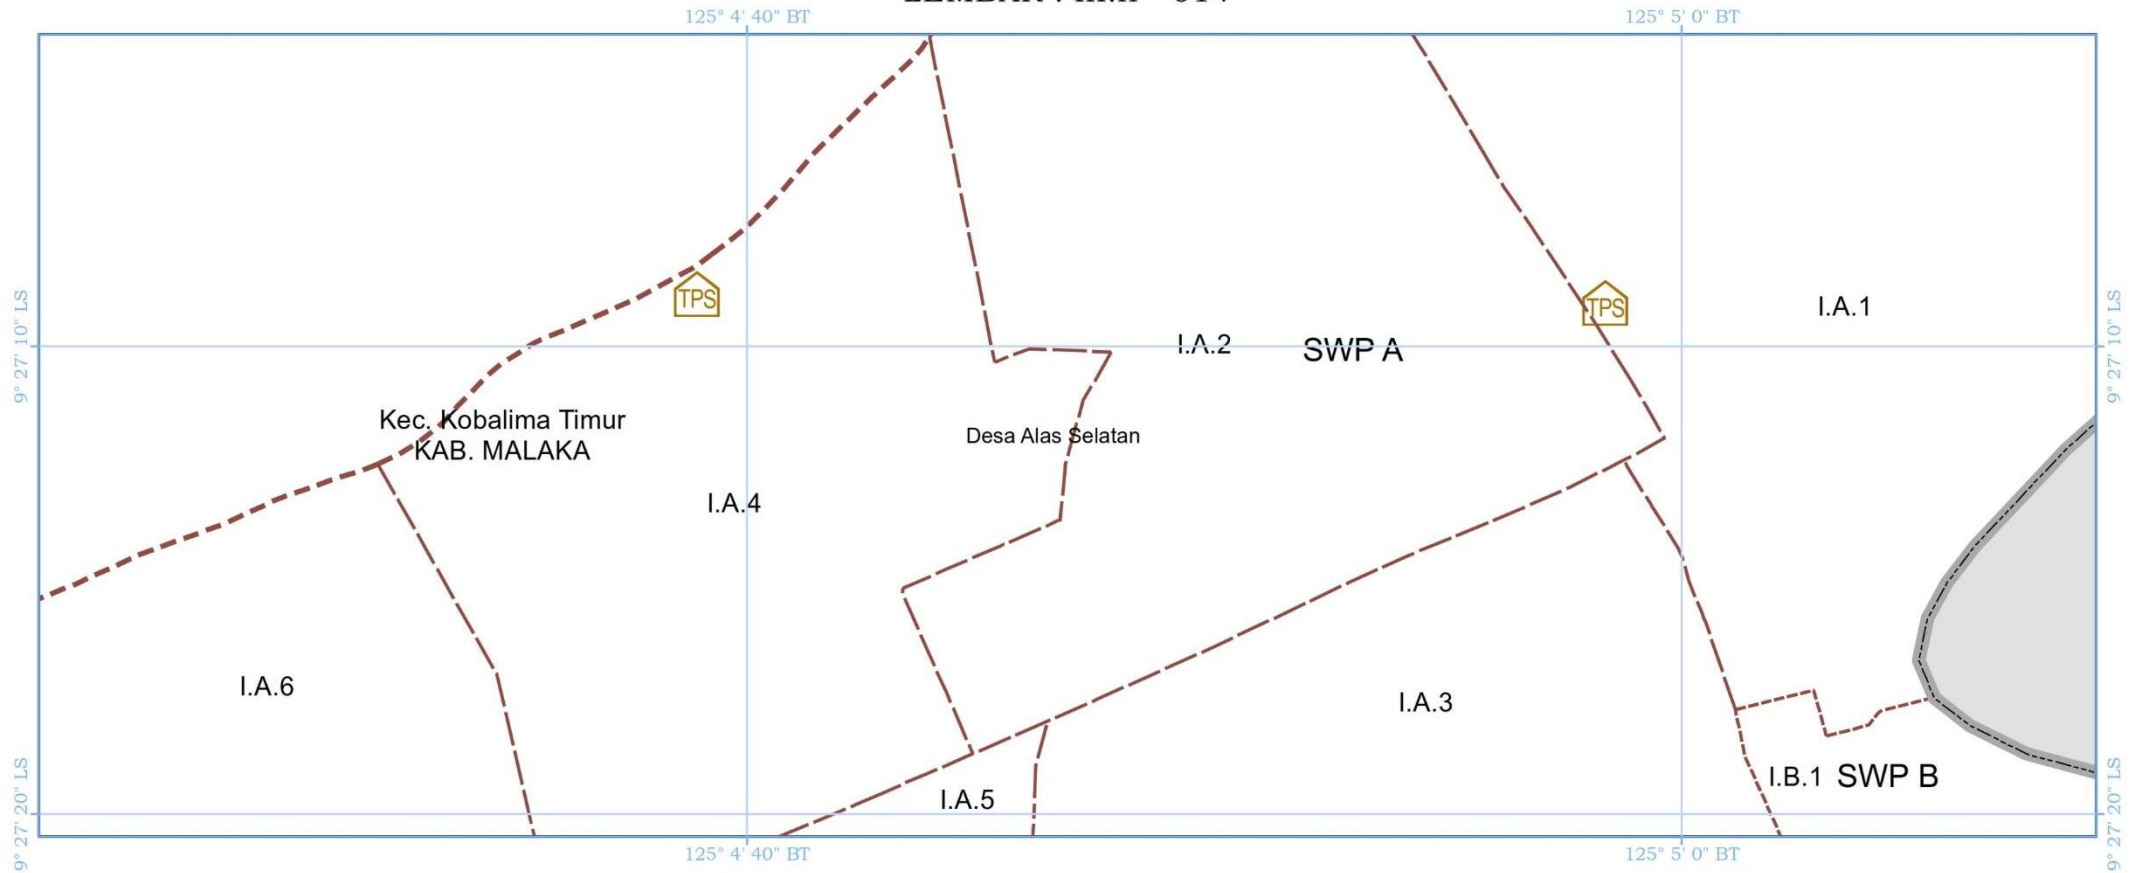 125° 4' 40" BT
125° 5' 0" BT
TPS
TPS
I.A.1
9° 27' 10" LS
9° 27' 10" LS
I.A.2
SWP A
Kec. Kobalima Timur
KAB. MALAKA
Desa Alas Selatan
I.A.4
I.A.6
I.A.3
I.B.1
SWP B
I.A.5
9° 27' 20" LS
9° 27' 20" LS
125° 4' 40" BT
125° 5' 0" BT